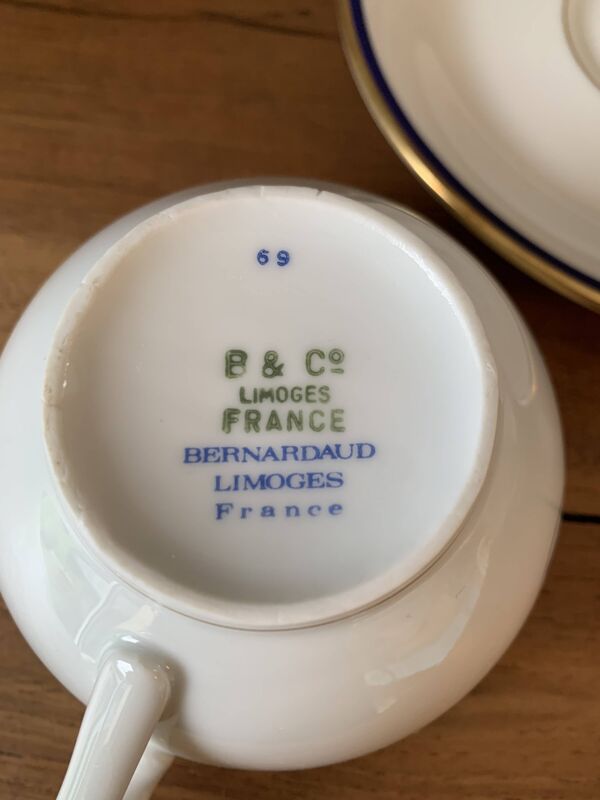 69
B & Cº
LIMOGES
FRANCE
BERNARDAUD
LIMOGES
France